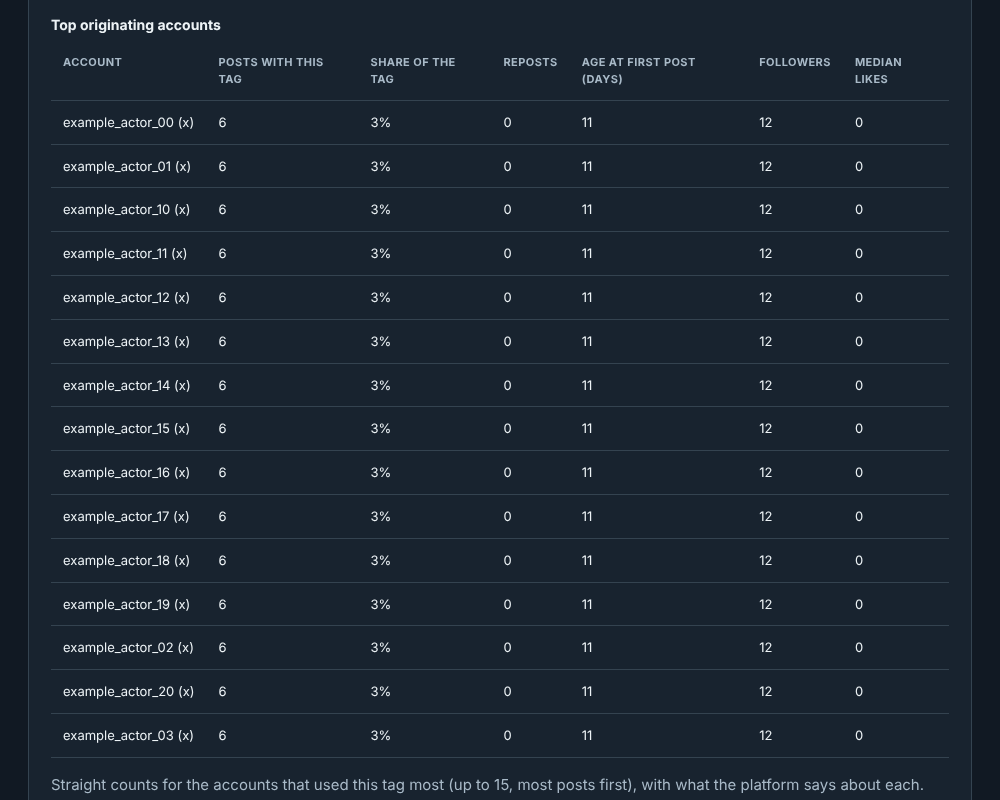 Top originating accounts
ACCOUNT POSTS WITH THIS TAG SHARE OF THE TAG REPOSTS AGE AT FIRST POST (DAYS) FOLLOWERS MEDIAN LIKES
example_actor_00 (x) 6 3% 0 11 12 0
example_actor_01 (x) 6 3% 0 11 12 0
example_actor_10 (x) 6 3% 0 11 12 0
example_actor_11 (x) 6 3% 0 11 12 0
example_actor_12 (x) 6 3% 0 11 12 0
example_actor_13 (x) 6 3% 0 11 12 0
example_actor_14 (x) 6 3% 0 11 12 0
example_actor_15 (x) 6 3% 0 11 12 0
example_actor_16 (x) 6 3% 0 11 12 0
example_actor_17 (x) 6 3% 0 11 12 0
example_actor_18 (x) 6 3% 0 11 12 0
example_actor_19 (x) 6 3% 0 11 12 0
example_actor_02 (x) 6 3% 0 11 12 0
example_actor_20 (x) 6 3% 0 11 12 0
example_actor_03 (x) 6 3% 0 11 12 0
Straight counts for the accounts that used this tag most (up to 15, most posts first), with what the platform says about each.